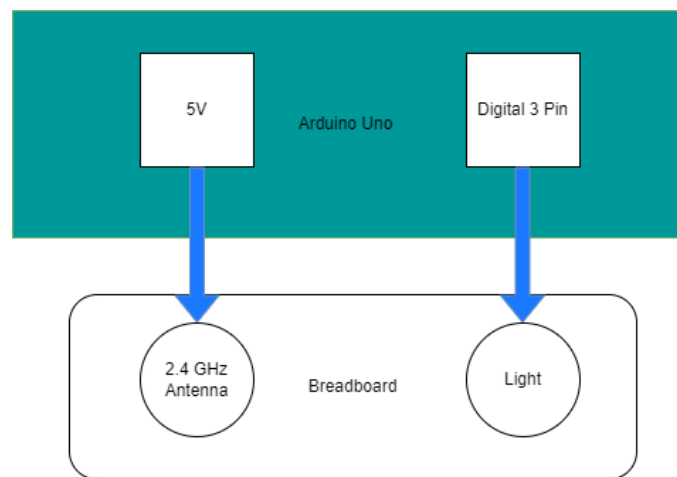 5V
Arduino Uno
Digital 3 Pin
2.4 GHz
Antenna
Breadboard
Light